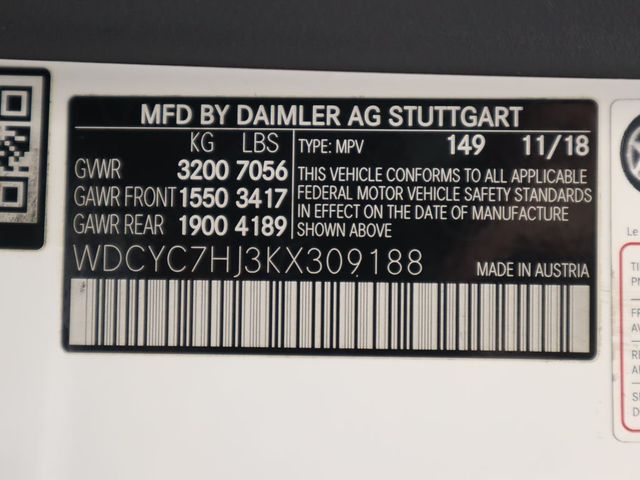 MFD BY DAIMLER AG STUTTGART
KG LBS
GVWR 3200 7056
GAWR FRONT 1550 3417
GAWR REAR 1900 4189
TYPE: MPV 149 11/18
THIS VEHICLE CONFORMS TO ALL APPLICABLE
FEDERAL MOTOR VEHICLE SAFETY STANDARDS
IN EFFECT ON THE DATE OF MANUFACTURE
SHOWN ABOVE
WDCYC7HJ3KX309188
MADE IN AUSTRIA
Le